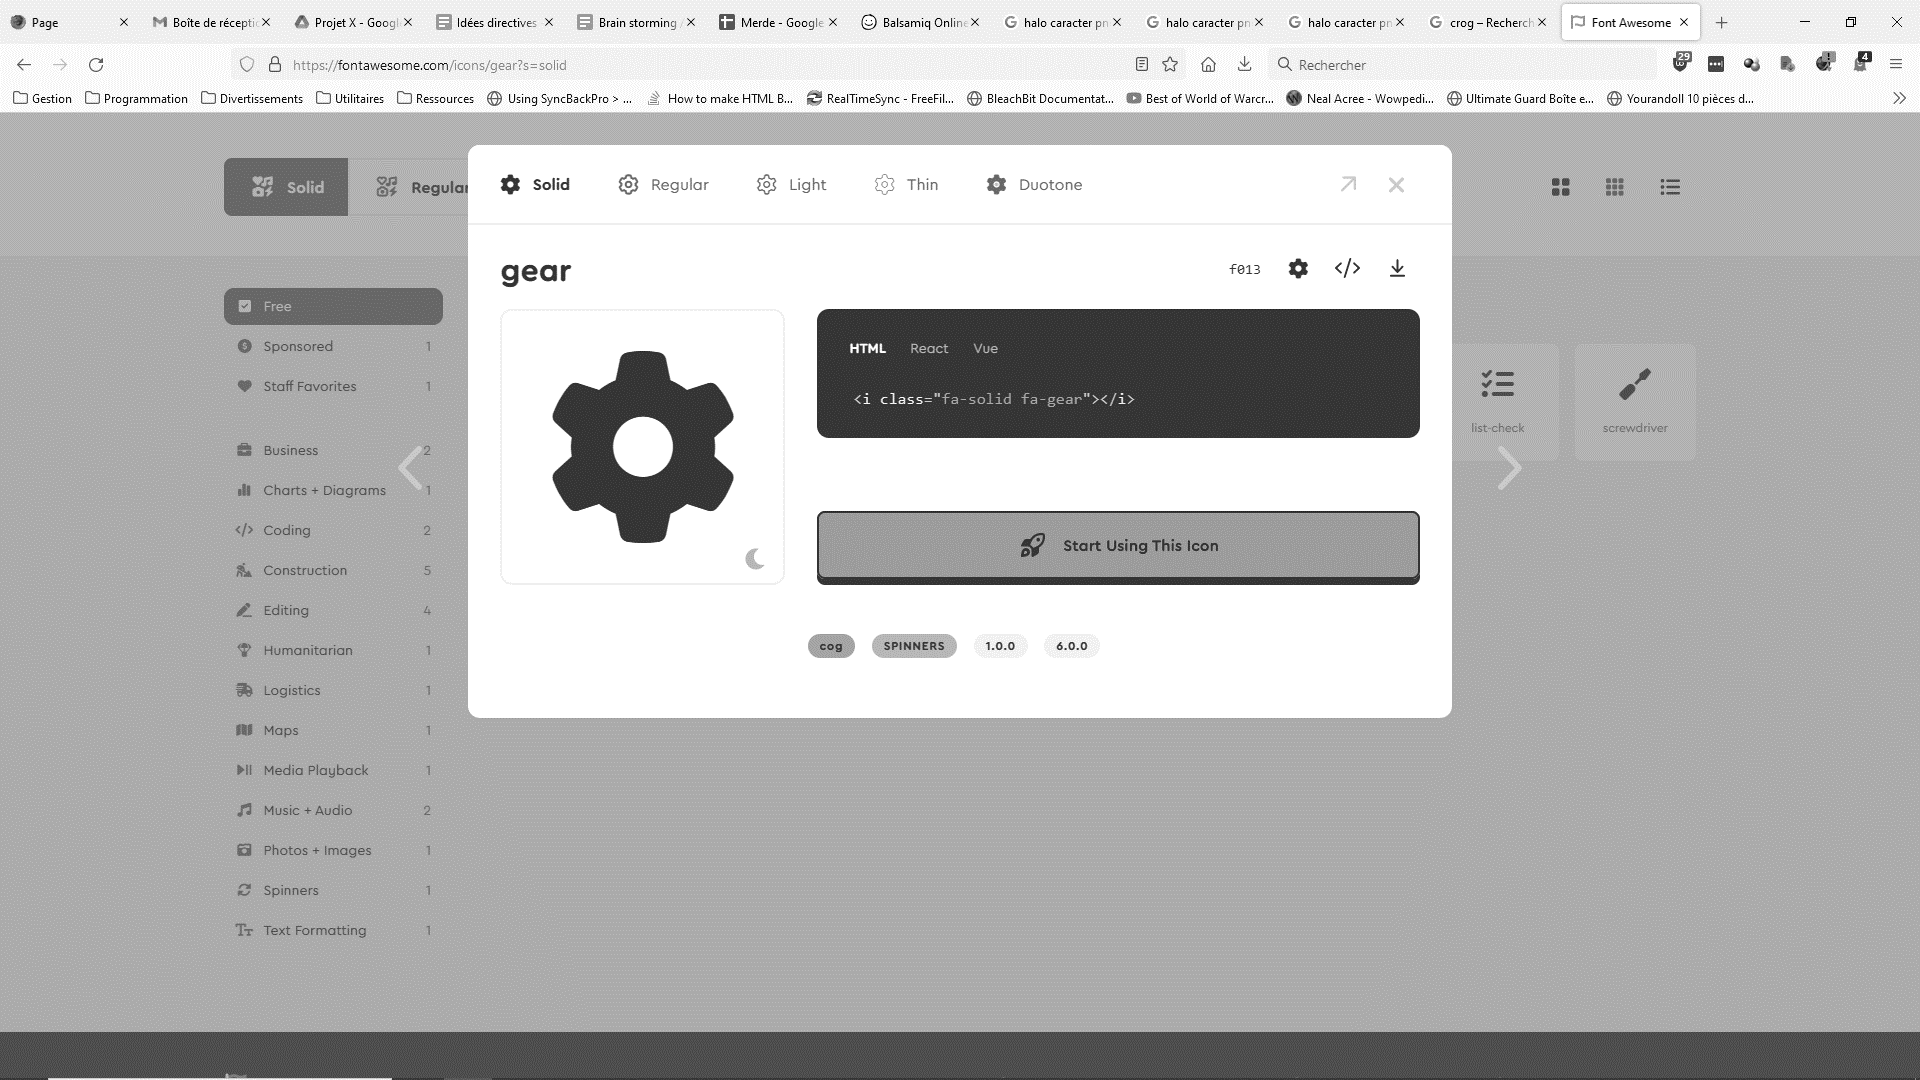 Page
Boîte de récepti
Projet X - Googl
Idées directives
Brain storming
Merde - Google
Balsamiq Online
halo caracter pn
halo caracter pn
halo caracter pn
crog – Recherch
Font Awesome
https://fontawesome.com/icons/gear?s=solid
Rechercher
29
4
Gestion
Programmation
Divertissements
Utilitaires
Ressources
Using SyncBackPro > ...
How to make HTML B...
RealTimeSync - FreeFil...
BleachBit Documentat...
Best of World of Warcr...
Neal Acree - Wowpedi...
Ultimate Guard Boîte e...
Yourandoll 10 pièces d...
Solid
Regular
Solid
Regular
Light
Thin
Duotone
gear
f013
HTML React Vue
<i class="fa-solid fa-gear"></i>
Start Using This Icon
cog
SPINNERS
1.0.0
6.0.0
Free
Sponsored 1
Staff Favorites 1
Business 2
Charts + Diagrams 1
Coding 2
Construction 5
Editing 4
Humanitarian 1
Logistics 1
Maps 1
Media Playback 1
Music + Audio 2
Photos + Images 1
Spinners 1
Text Formatting 1
list-check
screwdriver